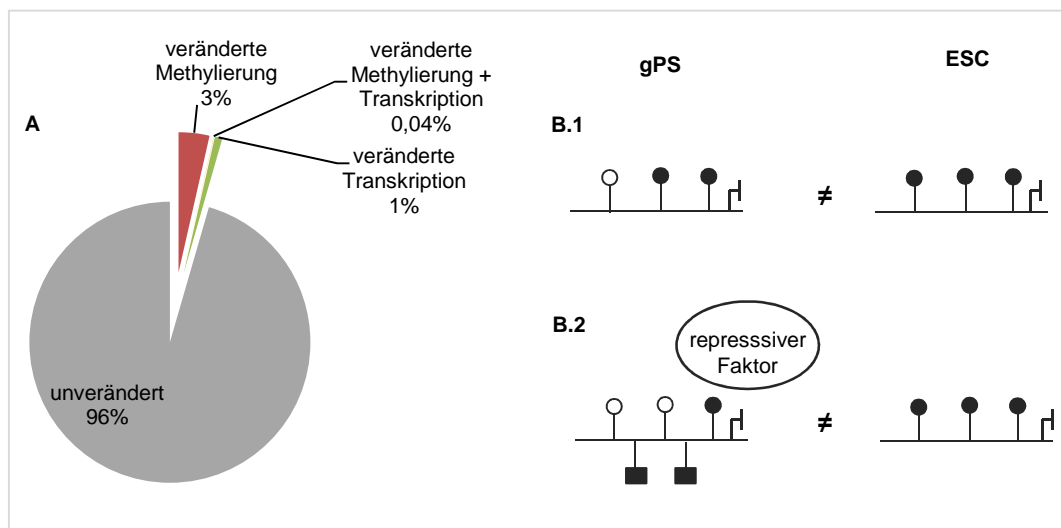 A
veränderte
Methylierung
3%
veränderte
Methylierung +
Transkription
0,04%
veränderte
Transkription
1%
unverändert
96%
gPS
ESC
B.1
≠
B.2
represssiver
Faktor
≠